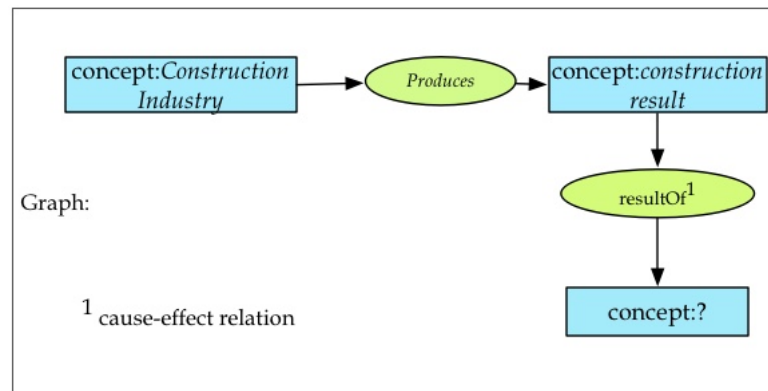 concept:Construction
Industry
Produces
concept:construction
result
resultOf1
Graph:
1 cause-effect relation
concept:?